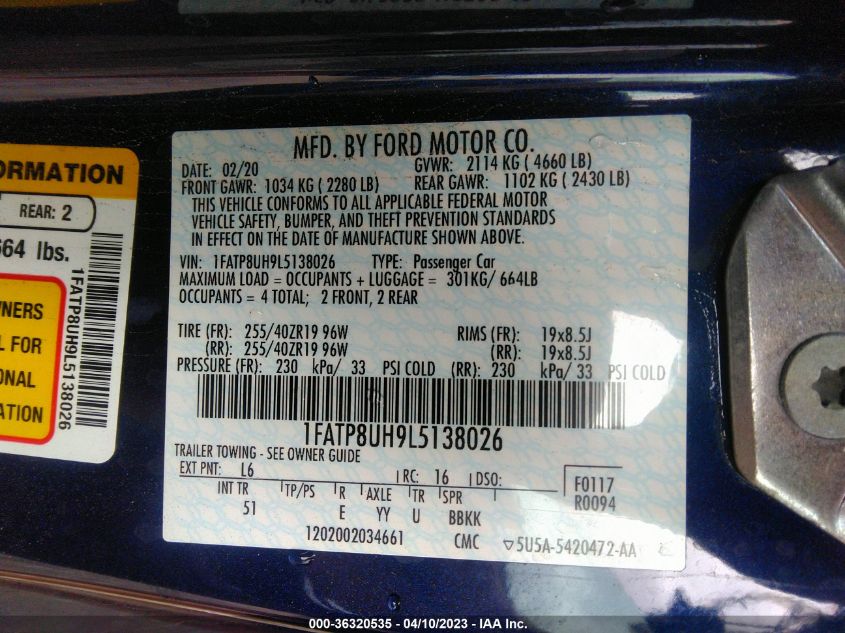 MFD. BY FORD MOTOR CO.
DATE: 02/20 GVWR: 2114 KG ( 4660 LB)
FRONT GAWR: 1034 KG ( 2280 LB) REAR GAWR: 1102 KG ( 2430 LB)
THIS VEHICLE CONFORMS TO ALL APPLICABLE FEDERAL MOTOR
VEHICLE SAFETY, BUMPER, AND THEFT PREVENTION STANDARDS
IN EFFECT ON THE DATE OF MANUFACTURE SHOWN ABOVE.
VIN: 1FATP8UH9L5138026 TYPE: Passenger Car
MAXIMUM LOAD = OCCUPANTS + LUGGAGE = 301KG/ 664LB
OCCUPANTS = 4 TOTAL; 2 FRONT, 2 REAR
TIRE (FR): 255/40ZR19 96W RIMS (FR): 19x8.5J
(RR): 255/40ZR19 96W (RR): 19x8.5J
PRESSURE (FR): 230 kPa/ 33 PSI COLD (RR): 230 kPa/ 33 PSI COLD
1FATP8UH9L5138026
TRAILER TOWING - SEE OWNER GUIDE
EXT PNT: L6 RC: 16 DSO: F0117
R0094
INT TR TP/PS R AXLE TR SPR
51 E YY U BBKK
1202002034661 CMC ▽5U5A-5420472-AA
ORMATION
REAR: 2
664 lbs.
1FATP8UH9L5138026
WNERS
L FOR
ONAL
ATION
000-36320535 - 04/10/2023 - IAA Inc.